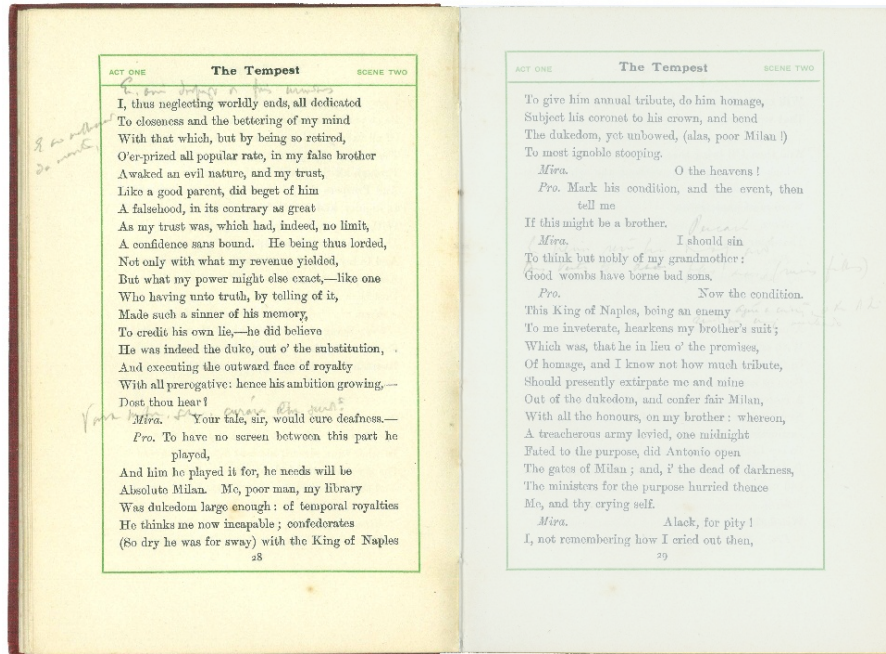 ACT ONE The Tempest SCENE TWO
I, thus neglecting worldly ends, all dedicated
To closeness and the bettering of my mind
With that which, but by being so retired,
O'er-prized all popular rate, in my false brother
Awaked an evil nature, and my trust,
Like a good parent, did beget of him
A falsehood, in its contrary as great
As my trust was, which had, indeed, no limit,
A confidence sans bound. He being thus lorded,
Not only with what my revenue yielded,
But what my power might else exact,—like one
Who having unto truth, by telling of it,
Made such a sinner of his memory,
To credit his own lie,—he did believe
He was indeed the duke, out o' the substitution,
And executing the outward face of royalty
With all prerogative: hence his ambition growing,—
Dost thou hear?
Mira. Your tale, sir, would cure deafness.—
Pro. To have no screen between this part he
played,
And him he played it for, he needs will be
Absolute Milan. Me, poor man, my library
Was dukedom large enough: of temporal royalties
He thinks me now incapable; confederates
(So dry he was for sway) with the King of Naples
28
ACT ONE The Tempest SCENE TWO
To give him annual tribute, do him homage,
Subject his coronet to his crown, and bend
The dukedom, yet unbowed, (alas, poor Milan!)
To most ignoble stooping.
Mira. O the heavens!
Pro. Mark his condition, and the event, then
tell me
If this might be a brother.
Mira. I should sin
To think but nobly of my grandmother:
Good wombs have borne bad sons.
Pro. Now the condition.
This King of Naples, being an enemy
To me inveterate, hearkens my brother's suit;
Which was, that he in lieu o' the premises,
Of homage, and I know not how much tribute,
Should presently extirpate me and mine
Out of the dukedom, and confer fair Milan,
With all the honours, on my brother: whereon,
A treacherous army levied, one midnight
Fated to the purpose, did Antonio open
The gates of Milan; and, i' the dead of darkness,
The ministers for the purpose hurried thence
Me, and thy crying self.
Mira. Alack, for pity!
I, not remembering how I cried out then,
29